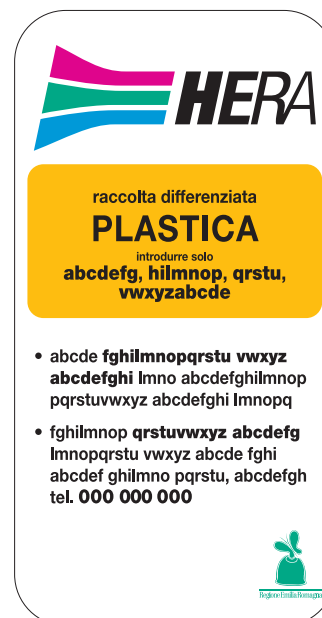 HERA
raccolta differenziata
PLASTICA
introdurre solo
abcdefg, hilmnop, qrstu,
vwxyzabcde
• abcde fghilmnopqrstu vwxyz
abcdefghi lmno abcdefghilmnop
pqrstuvwxyz abcdefghi lmnopq
• fghilmnop qrstuvwxyz abcdefg
lmnopqrstu vwxyz abcde fghi
abcdef ghilmno pqrstu, abcdefgh
tel. 000 000 000
Regione Emilia Romagna